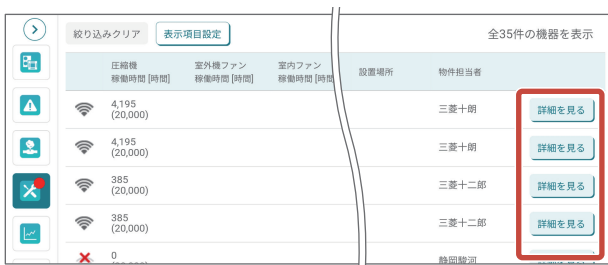 絞り込みクリア 表示項目設定 全35件の機器を表示
圧縮機 室外機ファン 室内ファン 設置場所 物件担当者
稼働時間 [時間] 稼働時間 [時間] 稼働時間 [時間
4,195 三菱十朗 詳細を見る
(20,000)
4,195 三菱十朗 詳細を見る
(20,000)
385 三菱十二郎 詳細を見る
(20,000)
385 三菱十二郎 詳細を見る
(20,000)
0 静岡駿河